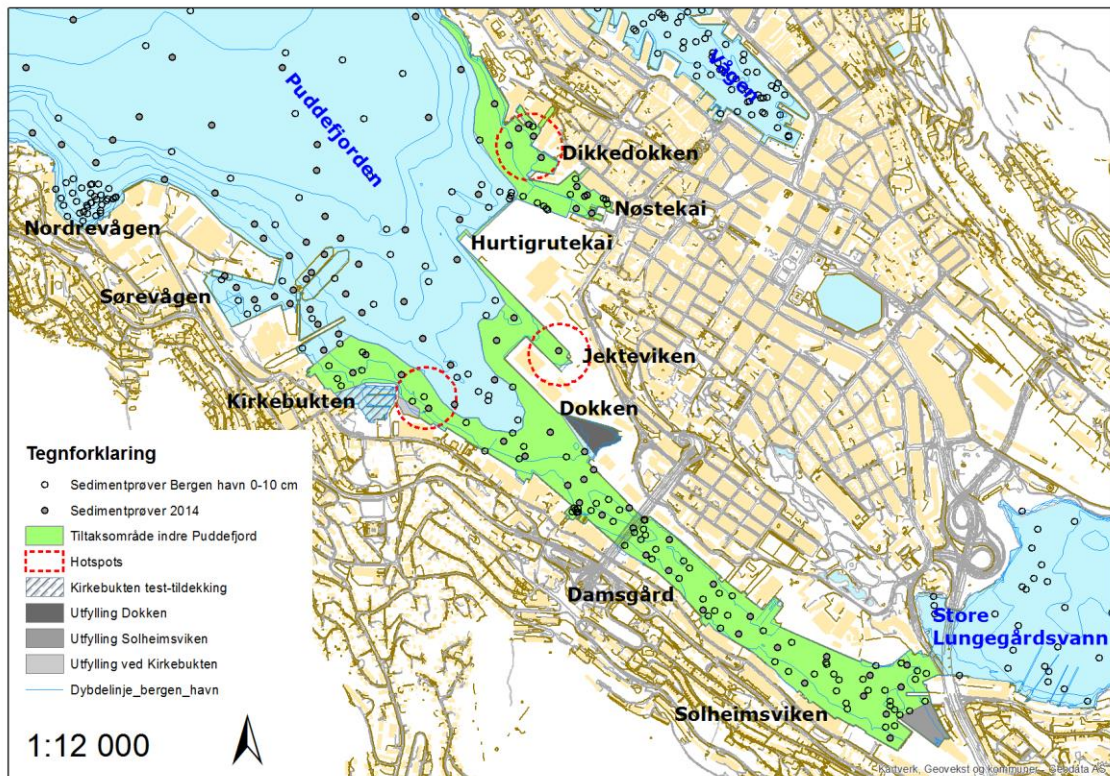 Puddefjorden
Vågen
Dikkedokken
Nøstekai
Nordrevågen
Hurtigrutekai
Sørevågen
Jekteviken
Kirkebukten
Dokken
Damsgård
Store
Lungegårdsvann
Solheimsviken
Tegnforklaring
Sedimentprøver Bergen havn 0-10 cm
Sedimentprøver 2014
Tiltaksområde indre Puddefjord
Hotspots
Kirkebukten test-tildekking
Utfylling Dokken
Utfylling Solheimsviken
Utfylling ved Kirkebukten
Dybdelinje_bergen_havn
1:12 000
Kartverk, Geovekst og kommuner - Geodata AS